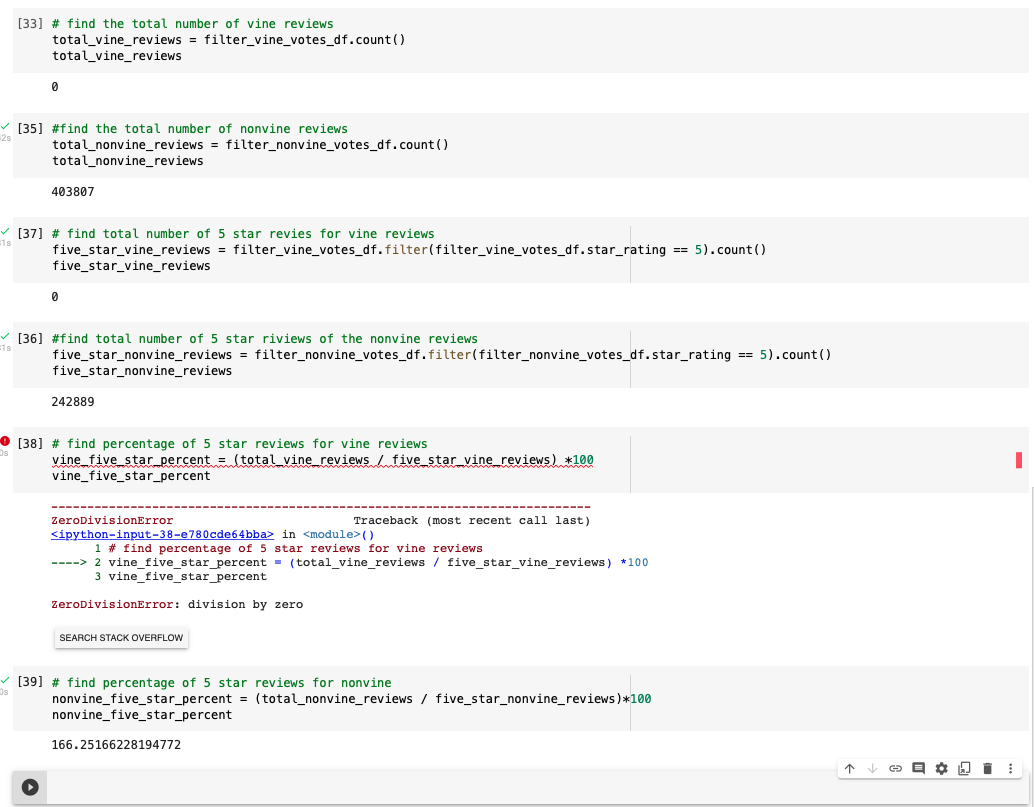 [33] # find the total number of vine reviews
total_vine_reviews = filter_vine_votes_df.count()
total_vine_reviews
0
[35] #find the total number of nonvine reviews
total_nonvine_reviews = filter_nonvine_votes_df.count()
total_nonvine_reviews
403807
[37] # find total number of 5 star revies for vine reviews
five_star_vine_reviews = filter_vine_votes_df.filter(filter_vine_votes_df.star_rating == 5).count()
five_star_vine_reviews
0
[36] #find total number of 5 star riviews of the nonvine reviews
five_star_nonvine_reviews = filter_nonvine_votes_df.filter(filter_nonvine_votes_df.star_rating == 5).count()
five_star_nonvine_reviews
242889
[38] # find percentage of 5 star reviews for vine reviews
vine_five_star_percent = (total_vine_reviews / five_star_vine_reviews) *100
vine_five_star_percent
---------------------------------------------------------------------------
ZeroDivisionError Traceback (most recent call last)
<ipython-input-38-e780cde64bba> in <module>()
1 # find percentage of 5 star reviews for vine reviews
----> 2 vine_five_star_percent = (total_vine_reviews / five_star_vine_reviews) *100
3 vine_five_star_percent
ZeroDivisionError: division by zero
SEARCH STACK OVERFLOW
[39] # find percentage of 5 star reviews for nonvine
nonvine_five_star_percent = (total_nonvine_reviews / five_star_nonvine_reviews)*100
nonvine_five_star_percent
166.25166228194772